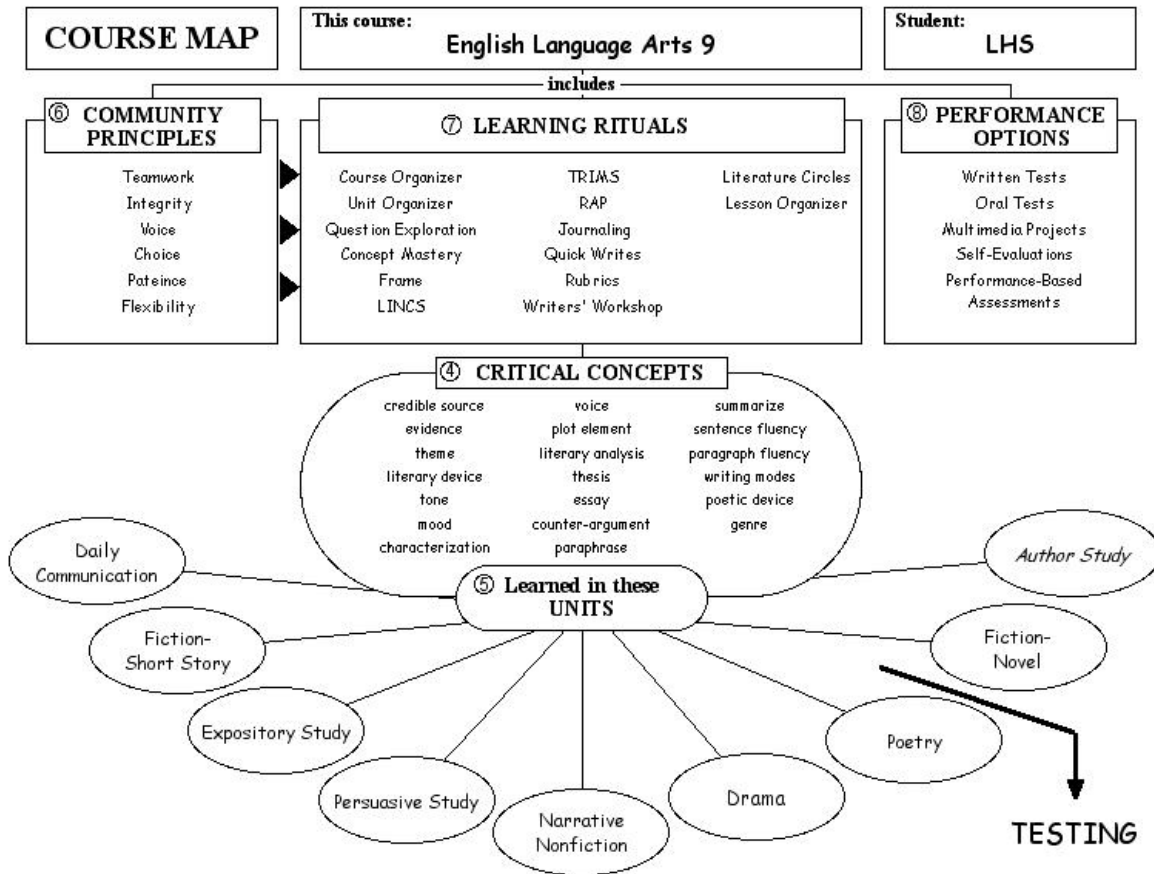 COURSE MAP
This course:
English Language Arts 9
Student:
LHS
includes
⑥ COMMUNITY
PRINCIPLES
Teamwork
Integrity
Voice
Choice
Pateince
Flexibility
⑦ LEARNING RITUALS
Course Organizer
Unit Organizer
Question Exploration
Concept Mastery
Frame
LINCS
TRIMS
RAP
Journaling
Quick Writes
Rubrics
Writers' Workshop
Literature Circles
Lesson Organizer
⑧ PERFORMANCE
OPTIONS
Written Tests
Oral Tests
Multimedia Projects
Self-Evaluations
Performance-Based
Assessments
④ CRITICAL CONCEPTS
credible source
evidence
theme
literary device
tone
mood
characterization
voice
plot element
literary analysis
thesis
essay
counter-argument
paraphrase
summarize
sentence fluency
paragraph fluency
writing modes
poetic device
genre
⑤ Learned in these
UNITS
Daily
Communication
Fiction-
Short Story
Expository Study
Persuasive Study
Narrative
Nonfiction
Drama
Poetry
Fiction-
Novel
Author Study
TESTING